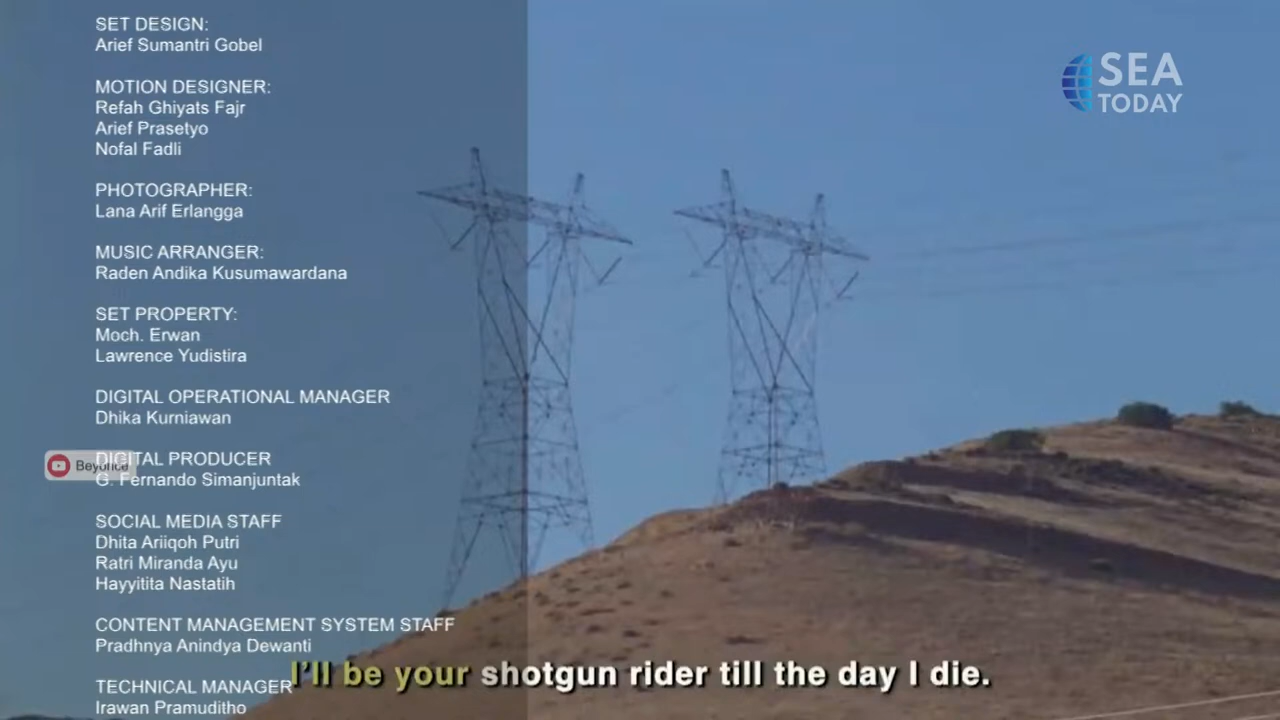 SET DESIGN:
Arief Sumantri Gobel
MOTION DESIGNER:
Refah Ghiyats Fajr
Arief Prasetyo
Nofal Fadli
PHOTOGRAPHER:
Lana Arif Erlangga
MUSIC ARRANGER:
Raden Andika Kusumawardana
SET PROPERTY:
Moch. Erwan
Lawrence Yudistira
DIGITAL OPERATIONAL MANAGER
Dhika Kurniawan
DIGITAL PRODUCER
Beyoncé
G. Fernando Simanjuntak
SOCIAL MEDIA STAFF
Dhita Ariiqoh Putri
Ratri Miranda Ayu
Hayyitita Nastatih
CONTENT MANAGEMENT SYSTEM STAFF
Pradhnya Anindya Dewanti
TECHNICAL MANAGER
Irawan Pramuditho
I'll be your shotgun rider till the day I die.
SEA
TODAY